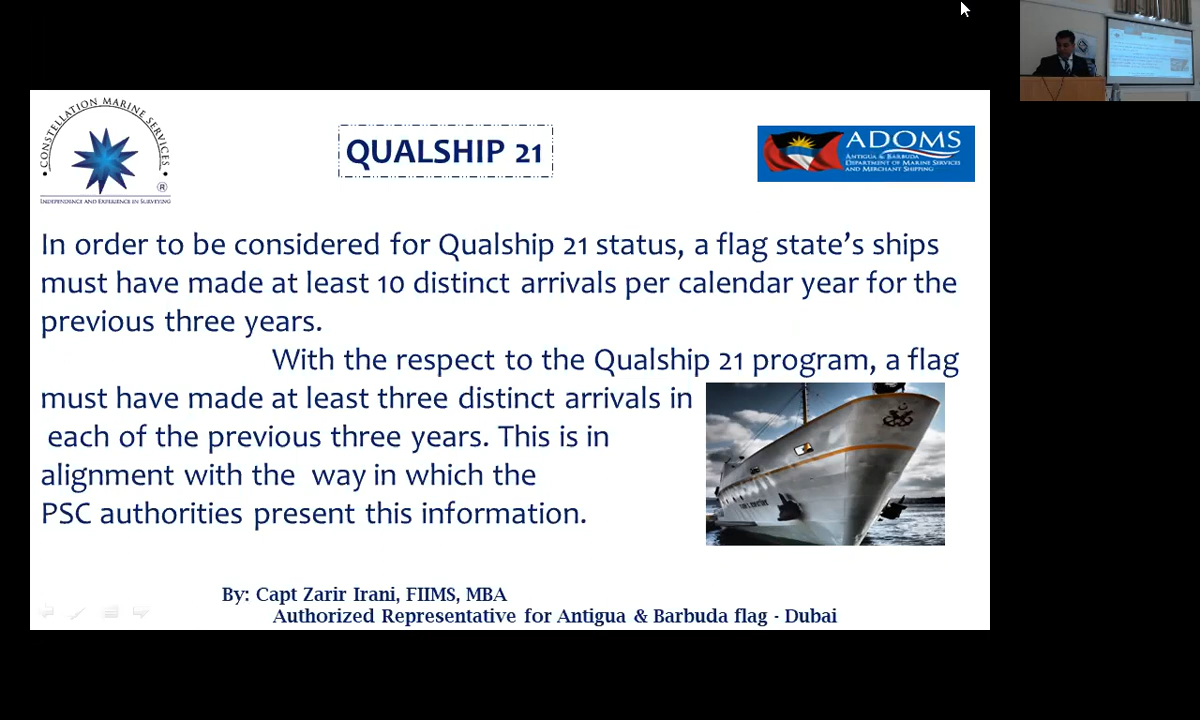 CONSTELLATION MARINE SERVICES
®
INDEPENDENCE AND EXPERIENCE IN SURVEYING
QUALSHIP 21
ADOMS
ANTIGUA & BARBUDA
DEPARTMENT OF MARINE SERVICES
AND MERCHANT SHIPPING
In order to be considered for Qualship 21 status, a flag state’s ships
must have made at least 10 distinct arrivals per calendar year for the
previous three years.
With the respect to the Qualship 21 program, a flag
must have made at least three distinct arrivals in
each of the previous three years. This is in
alignment with the way in which the
PSC authorities present this information.
By: Capt Zarir Irani, FIIMS, MBA
Authorized Representative for Antigua & Barbuda flag - Dubai